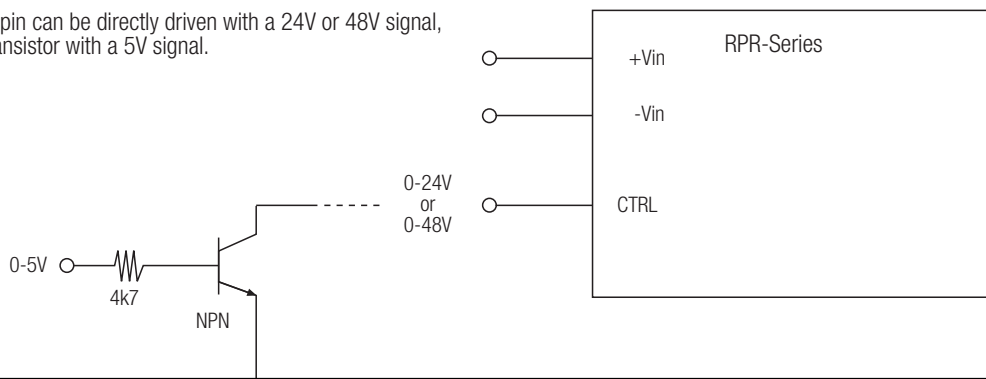 pin can be directly driven with a 24V or 48V signal,
ansistor with a 5V signal.
+Vin
RPR-Series
-Vin
0-24V
or
0-48V
CTRL
0-5V
4k7
NPN